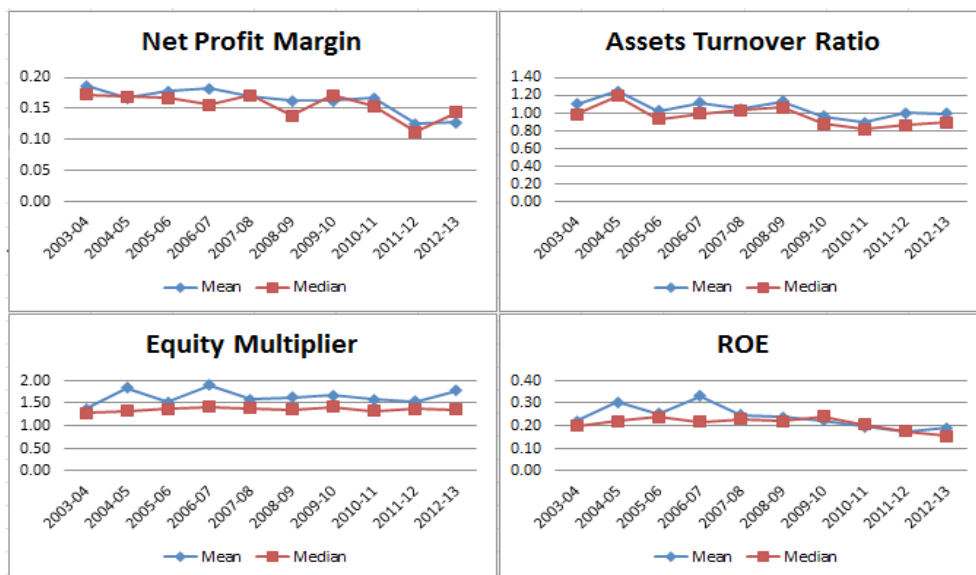 Net Profit Margin
0.20
0.15
0.10
0.05
0.00
2003-04 2004-05 2005-06 2006-07 2007-08 2008-09 2009-10 2010-11 2011-12 2012-13
Mean Median
Assets Turnover Ratio
1.40
1.20
1.00
0.80
0.60
0.40
0.20
0.00
2003-04 2004-05 2005-06 2006-07 2007-08 2008-09 2009-10 2010-11 2011-12 2012-13
Mean Median
Equity Multiplier
2.00
1.50
1.00
0.50
0.00
2003-04 2004-05 2005-06 2006-07 2007-08 2008-09 2009-10 2010-11 2011-12 2012-13
Mean Median
ROE
0.40
0.30
0.20
0.10
0.00
2003-04 2004-05 2005-06 2006-07 2007-08 2008-09 2009-10 2010-11 2011-12 2012-13
Mean Median